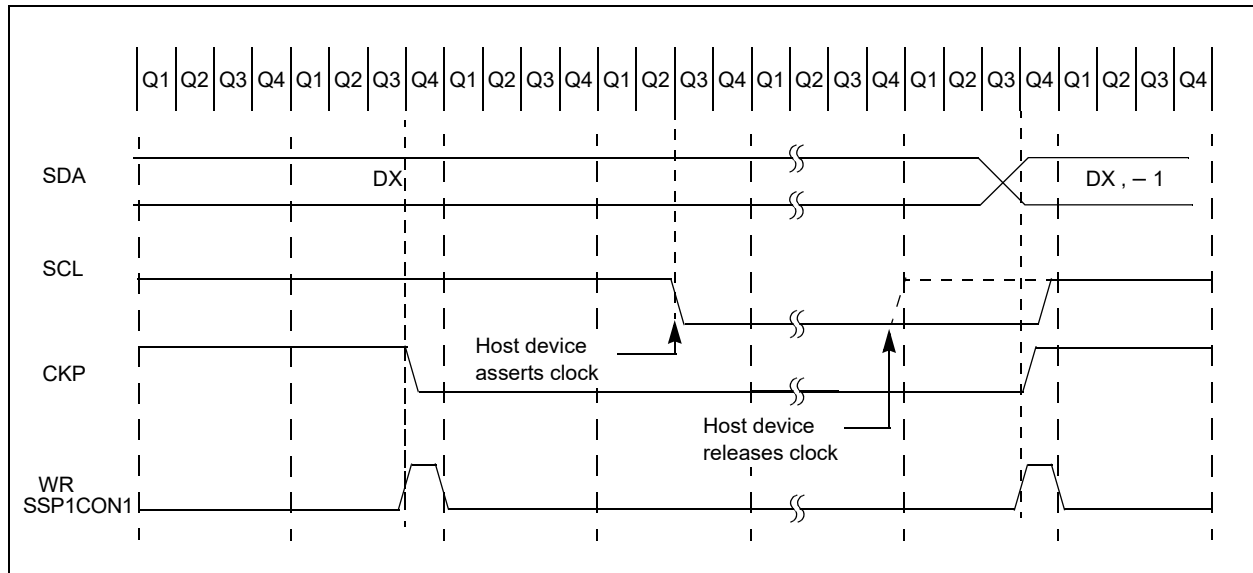 Q1 Q2 Q3 Q4 Q1 Q2 Q3 Q4 Q1 Q2 Q3 Q4 Q1 Q2 Q3 Q4 Q1 Q2 Q3 Q4 Q1 Q2 Q3 Q4 Q1 Q2 Q3 Q4
SDA
DX
DX , – 1
SCL
Host device
asserts clock
CKP
Host device
releases clock
WR
SSP1CON1